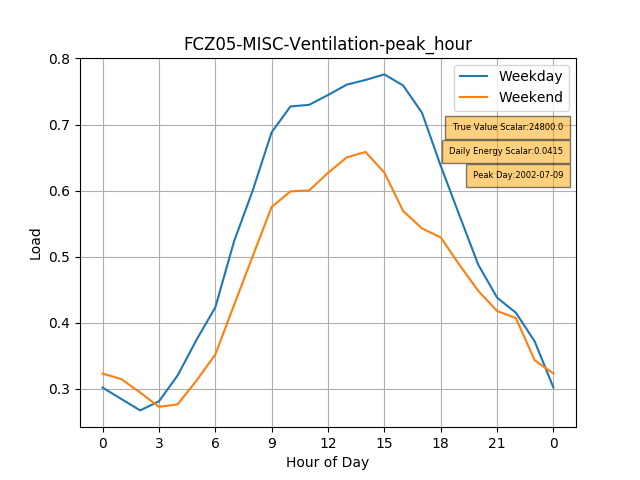 FCZ05-MISC-Ventilation-peak_hour
Weekday
Weekend
True Value Scalar:24800.0
Daily Energy Scalar:0.0415
Peak Day:2002-07-09
Load
0.8
0.7
0.6
0.5
0.4
0.3
0 3 6 9 12 15 18 21 0
Hour of Day